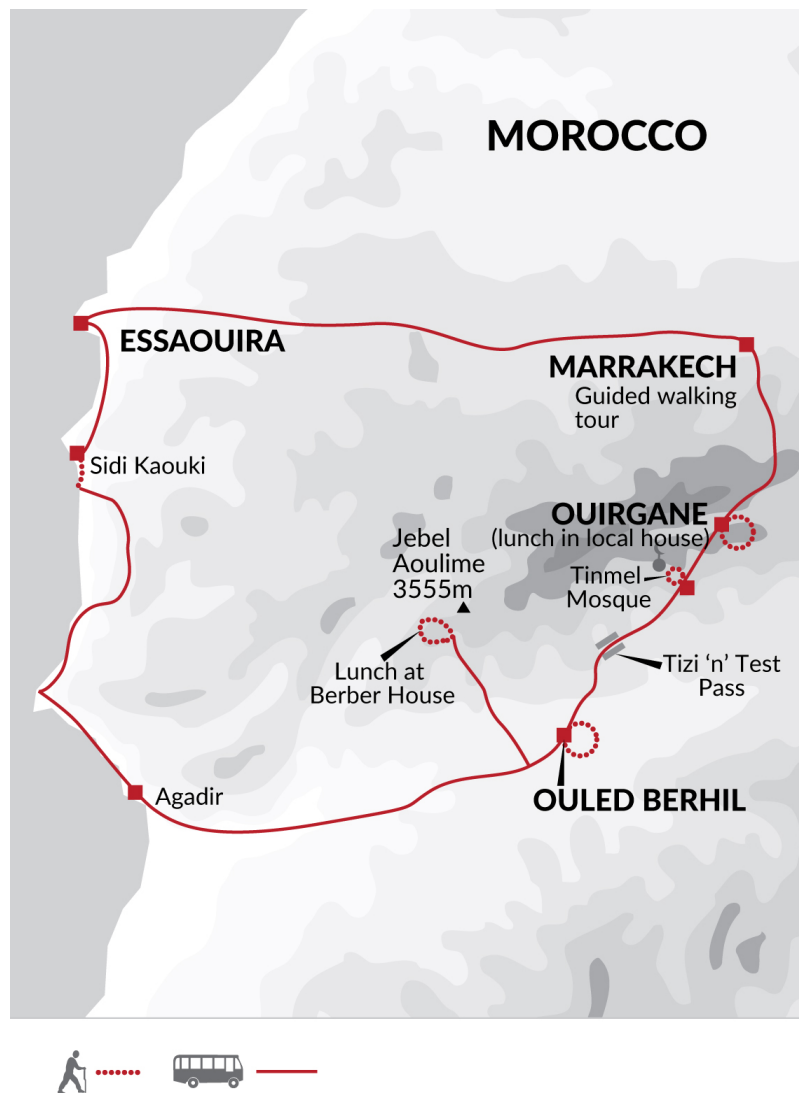 MOROCCO
ESSAOUIRA
MARRAKECH
Guided walking
tour
Sidi Kaouki
OUIRGANE
(lunch in local house)
Jebel
Aoulime
3555m
Tinmel
Mosque
Lunch at
Berber House
Tizi ‘n’ Test
Pass
Agadir
OULED BERHIL